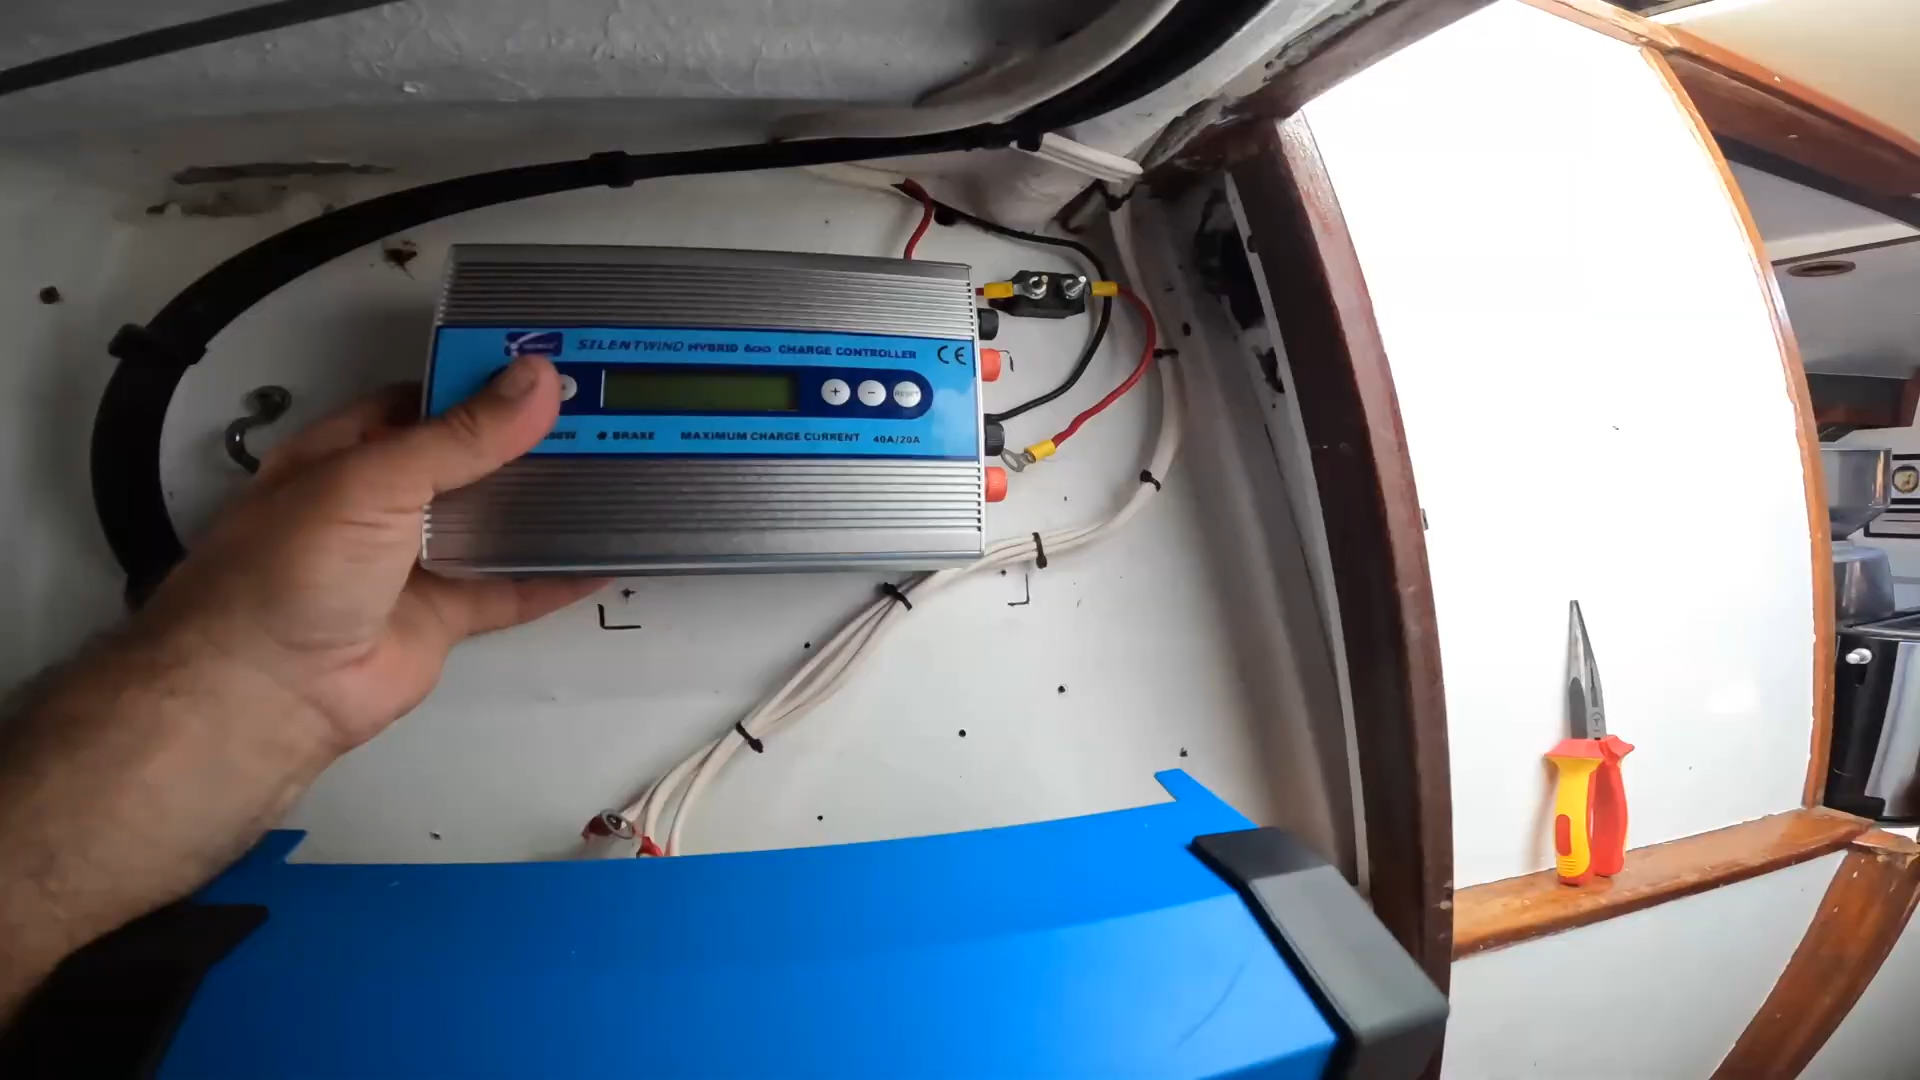 SILENTWIND HYBRID 600 CHARGE CONTROLLER CE
+ − RESET
BRAKE MAXIMUM CHARGE CURRENT 40A/20A